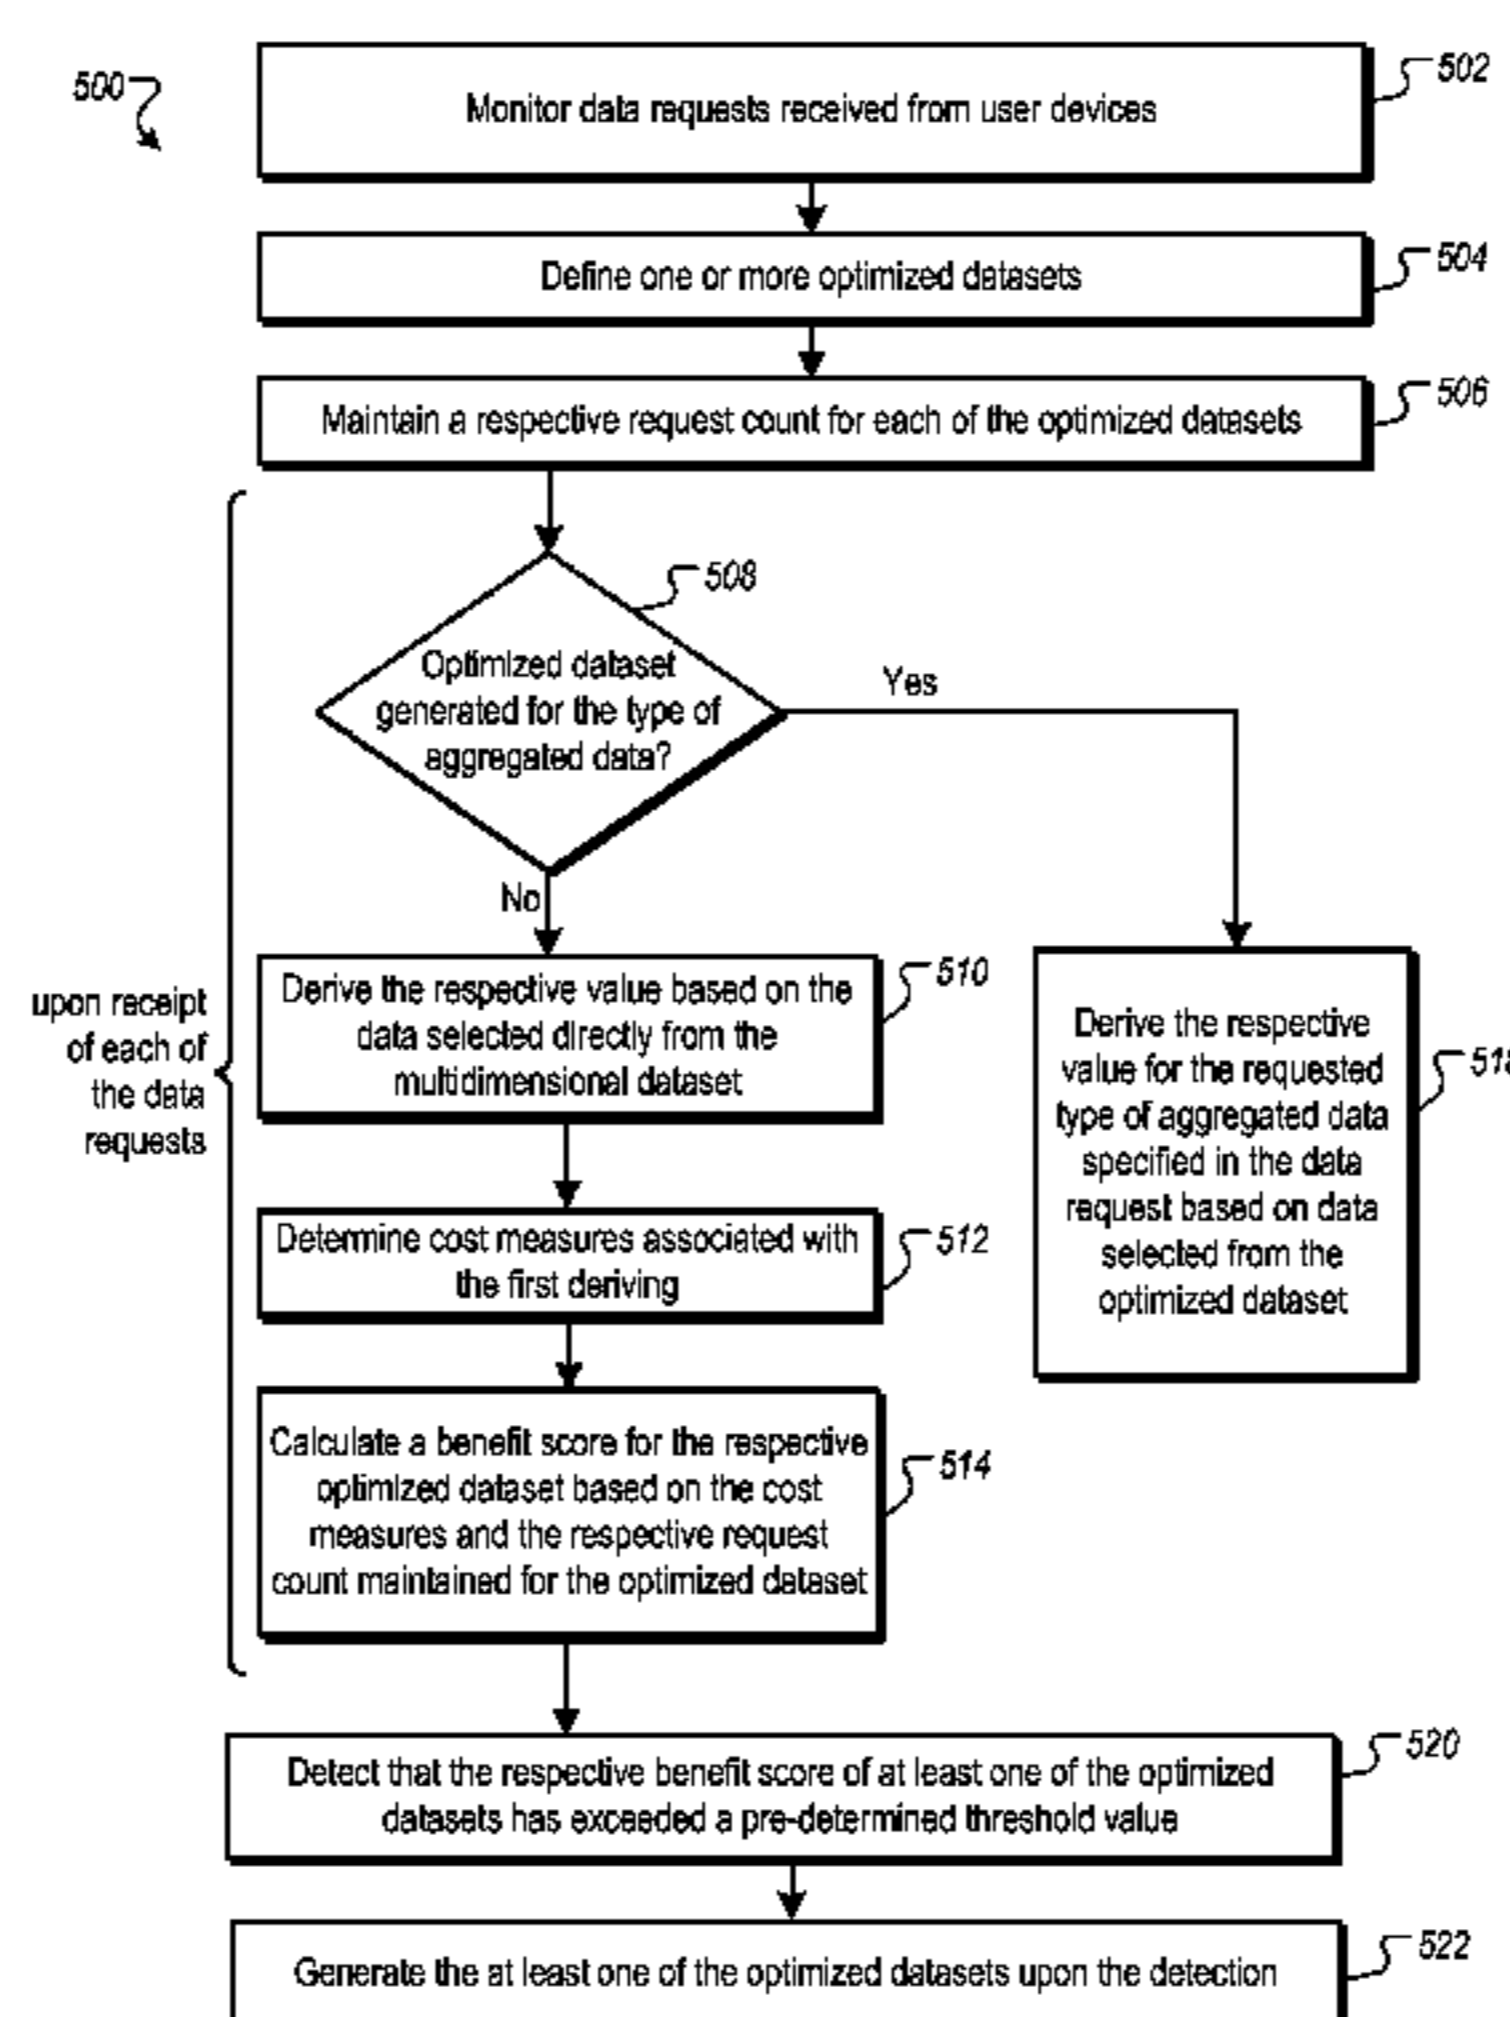 500
Monitor data requests received from user devices
502
Define one or more optimized datasets
504
Maintain a respective request count for each of the optimized datasets
506
508
Optimized dataset
generated for the type of
aggregated data?
Yes
No
upon receipt
of each of
the data
requests
Derive the respective value based on the
data selected directly from the
multidimensional dataset
510
Derive the respective
value for the requested
type of aggregated data
specified in the data
request based on data
selected from the
optimized dataset
Determine cost measures associated with
the first deriving
512
Calculate a benefit score for the respective
optimized dataset based on the cost
measures and the respective request
count maintained for the optimized dataset
514
Detect that the respective benefit score of at least one of the optimized
datasets has exceeded a pre-determined threshold value
520
Generate the at least one of the optimized datasets upon the detection
522